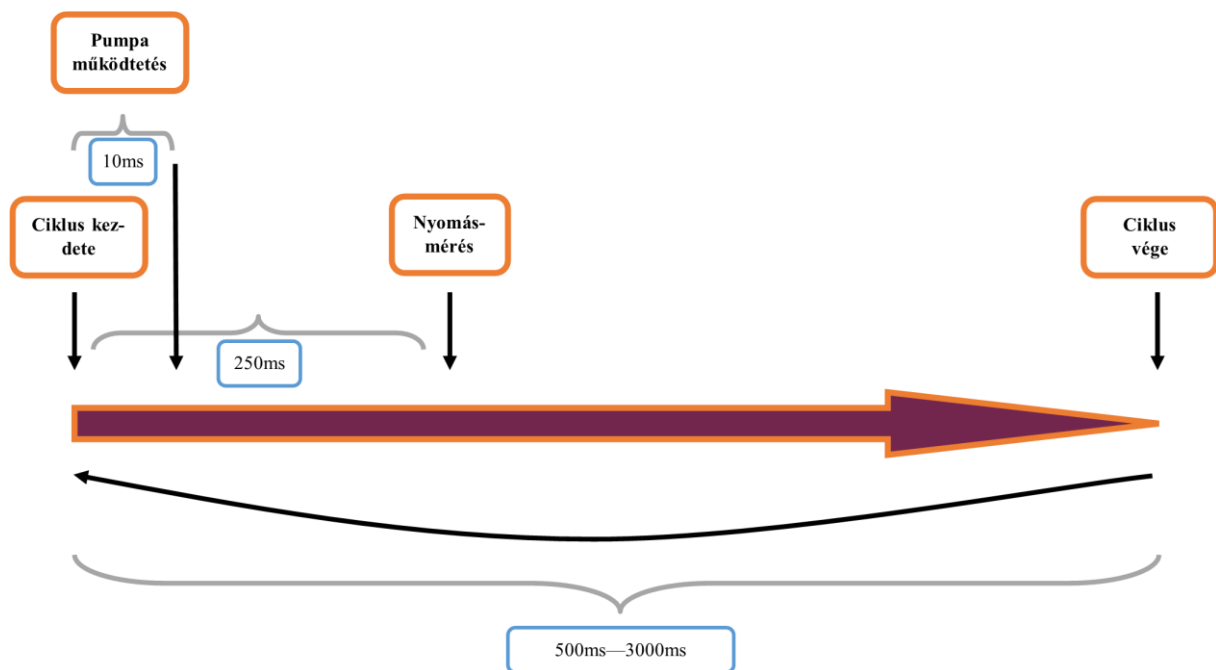 Pumpa
működtetés
10ms
Ciklus kez-
dete
Nyomás-
mérés
Ciklus
vége
250ms
500ms—3000ms